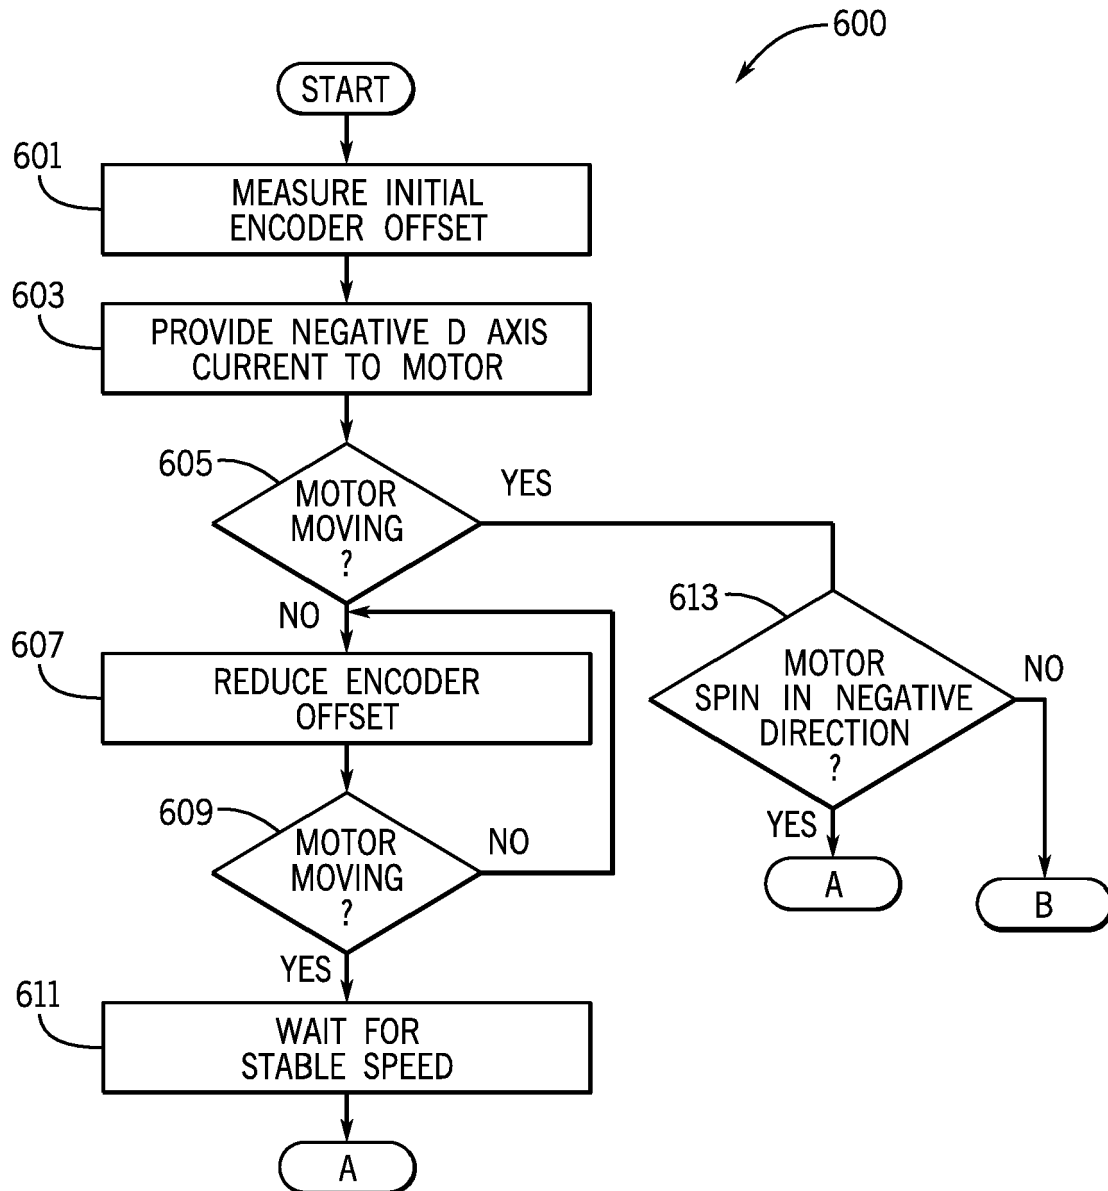 600
START
601
MEASURE INITIAL
ENCODER OFFSET
603
PROVIDE NEGATIVE D AXIS
CURRENT TO MOTOR
605
MOTOR
MOVING
?
YES
NO
613
MOTOR
SPIN IN NEGATIVE
DIRECTION
?
NO
YES
A
B
607
REDUCE ENCODER
OFFSET
609
MOTOR
MOVING
?
NO
YES
611
WAIT FOR
STABLE SPEED
A